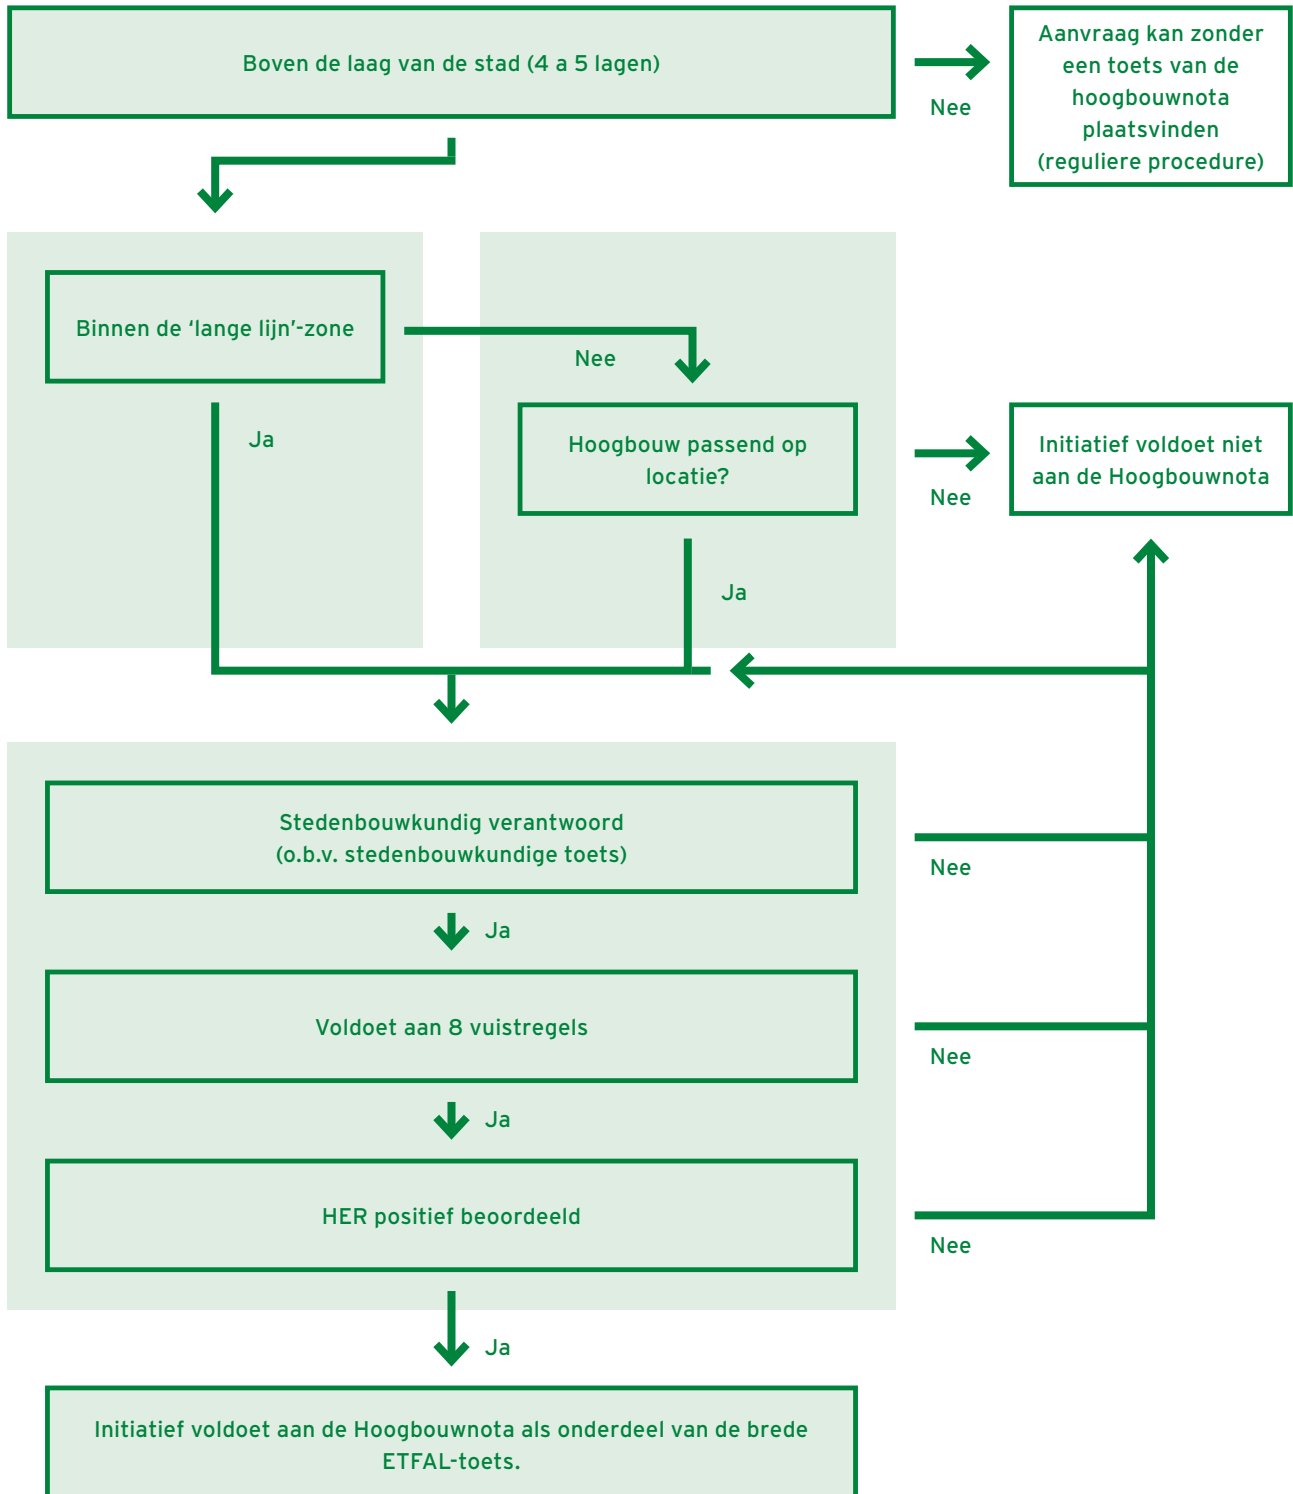 Boven de laag van de stad (4 a 5 lagen)
Nee
Aanvraag kan zonder
een toets van de
hoogbouwnota
plaatsvinden
(reguliere procedure)
Binnen de ‘lange lijn’-zone
Nee
Ja
Hoogbouw passend op
locatie?
Nee
Initiatief voldoet niet
aan de Hoogbouwnota
Ja
Stedenbouwkundig verantwoord
(o.b.v. stedenbouwkundige toets)
Nee
Ja
Voldoet aan 8 vuistregels
Nee
Ja
HER positief beoordeeld
Nee
Ja
Initiatief voldoet aan de Hoogbouwnota als onderdeel van de brede
ETFAL-toets.